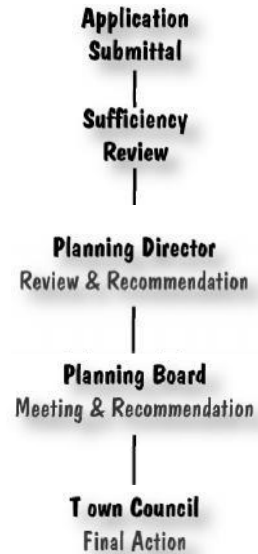 Application
Submittal
Sufficiency
Review
Planning Director
Review & Recommendation
Planning Board
Meeting & Recommendation
Town Council
Final Action